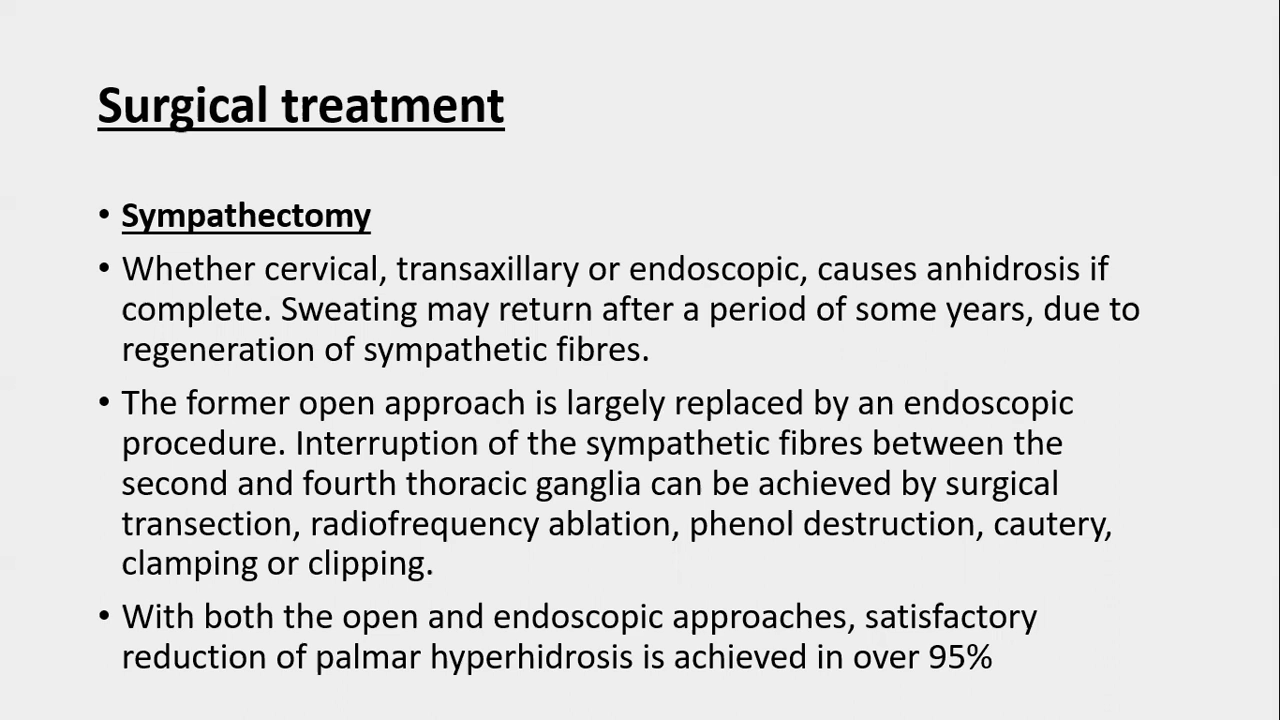 Surgical treatment
• Sympathectomy
• Whether cervical, transaxillary or endoscopic, causes anhidrosis if
complete. Sweating may return after a period of some years, due to
regeneration of sympathetic fibres.
• The former open approach is largely replaced by an endoscopic
procedure. Interruption of the sympathetic fibres between the
second and fourth thoracic ganglia can be achieved by surgical
transection, radiofrequency ablation, phenol destruction, cautery,
clamping or clipping.
• With both the open and endoscopic approaches, satisfactory
reduction of palmar hyperhidrosis is achieved in over 95%